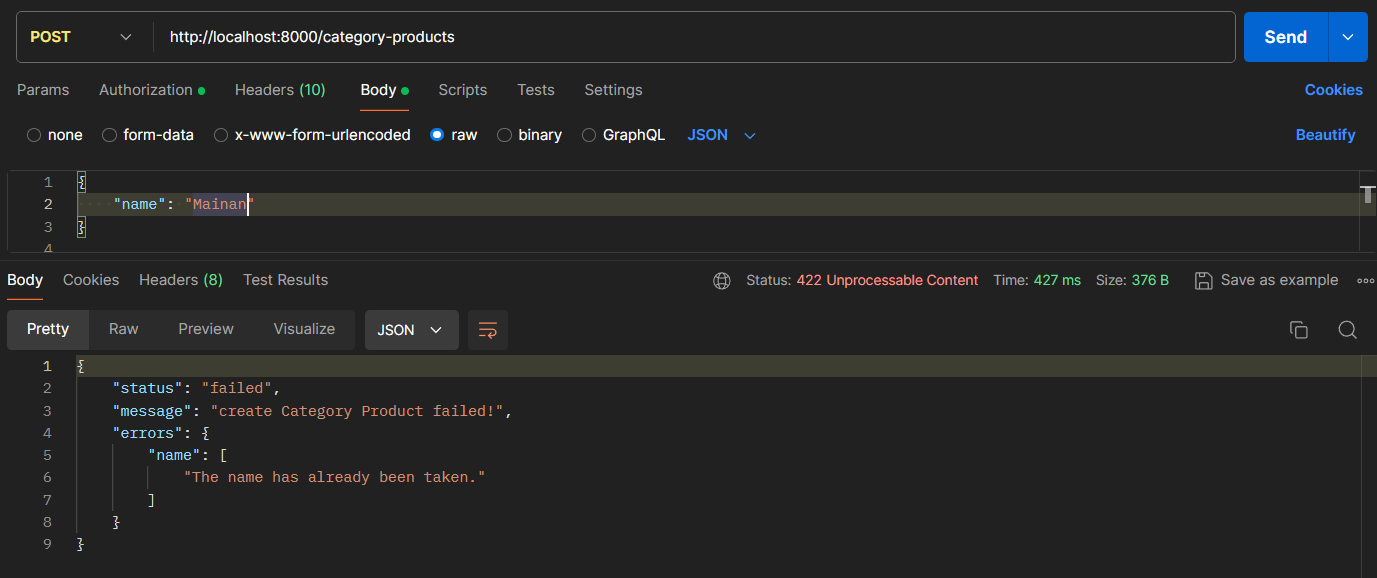 POST http://localhost:8000/category-products Send
Params Authorization Headers (10) Body Scripts Tests Settings Cookies
none form-data x-www-form-urlencoded raw binary GraphQL JSON Beautify
1 {
2 "name": "Mainan"
3 }
4
Body Cookies Headers (8) Test Results Status: 422 Unprocessable Content Time: 427 ms Size: 376 B Save as example
Pretty Raw Preview Visualize JSON
1 {
2 "status": "failed",
3 "message": "create Category Product failed!",
4 "errors": {
5 "name": [
6 "The name has already been taken."
7 ]
8 }
9 }